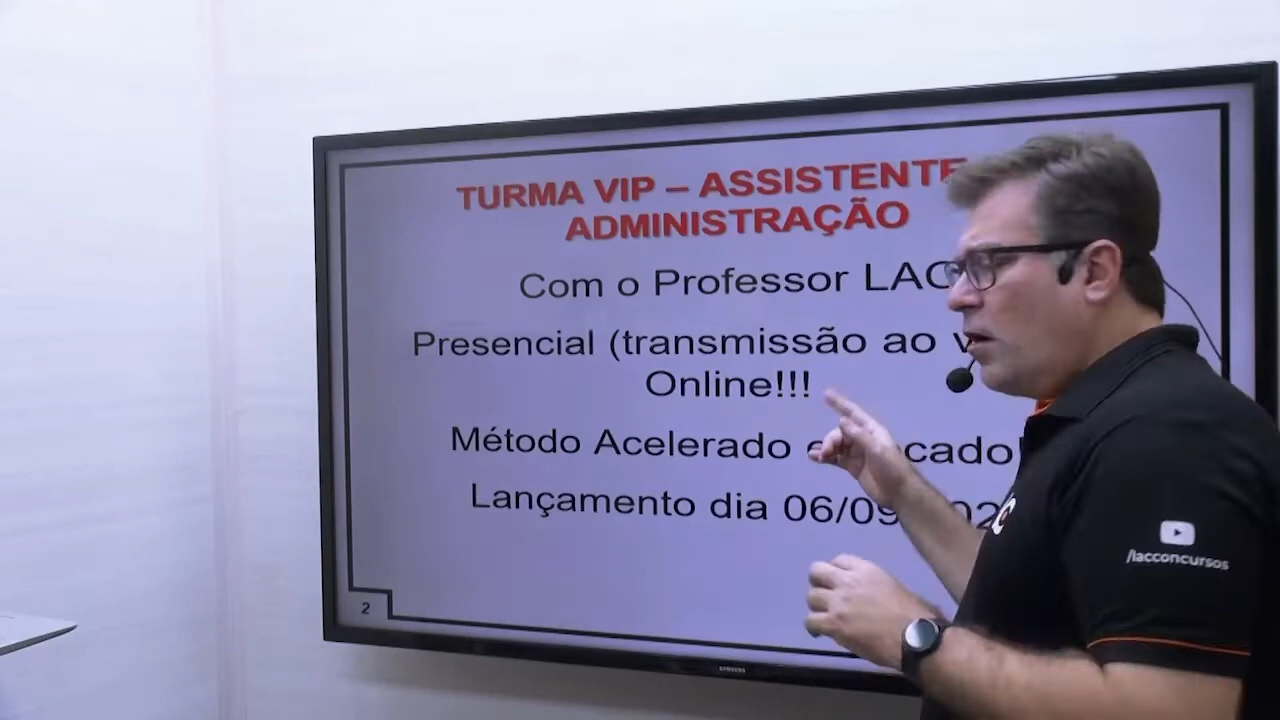 TURMA VIP – ASSISTENTE
ADMINISTRAÇÃO
Com o Professor LAC
Presencial (transmissão ao
Online!!!
Método Acelerado
Lançamento dia 06/09
2
SAMSUNG
/lacconcursos